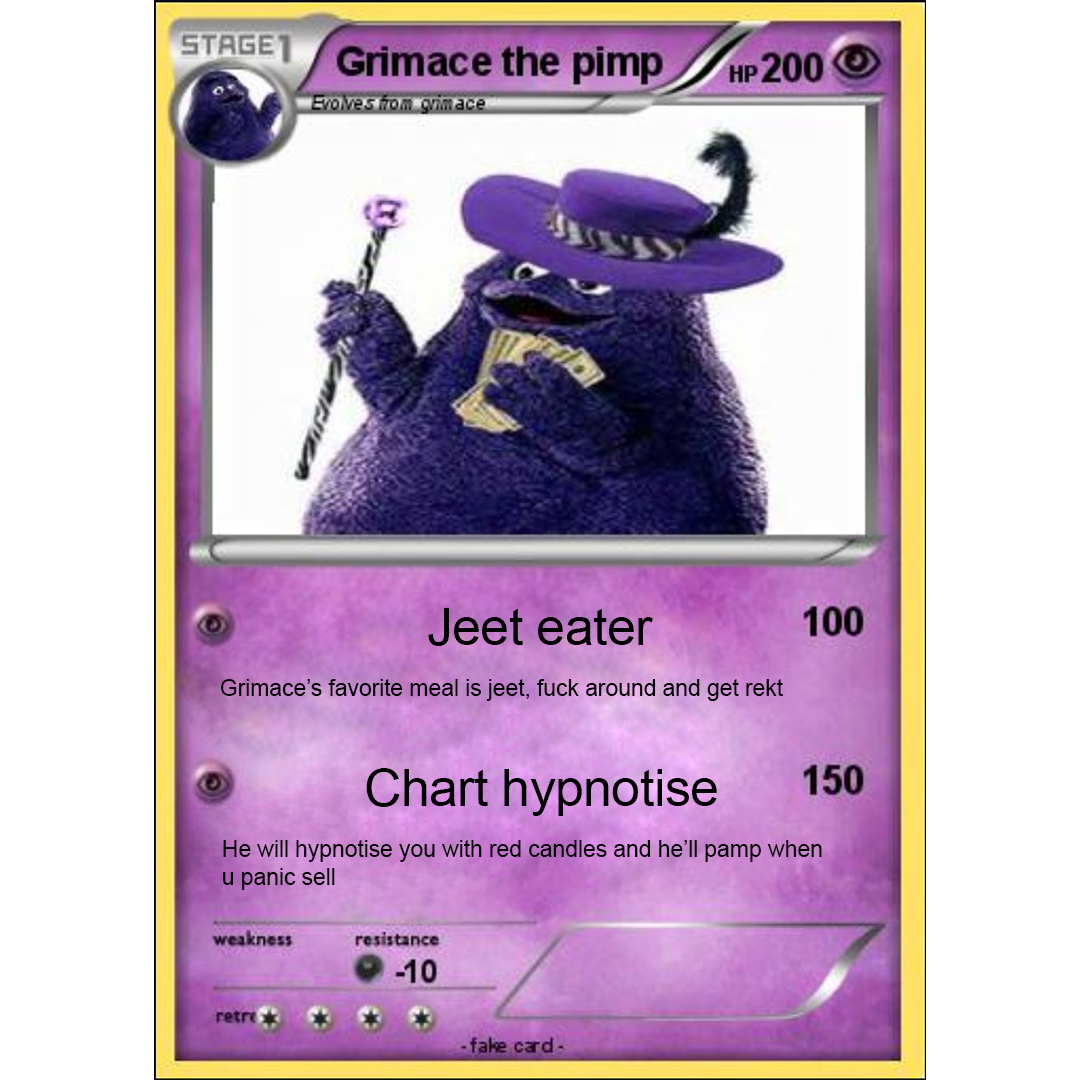 STAGE1
Grimace the pimp
HP 200
Evolves from grimace
Jeet eater
100
Grimace’s favorite meal is jeet, fuck around and get rekt
Chart hypnotise
150
He will hypnotise you with red candles and he’ll pamp when
u panic sell
weakness
resistance
-10
retre
- fake card -